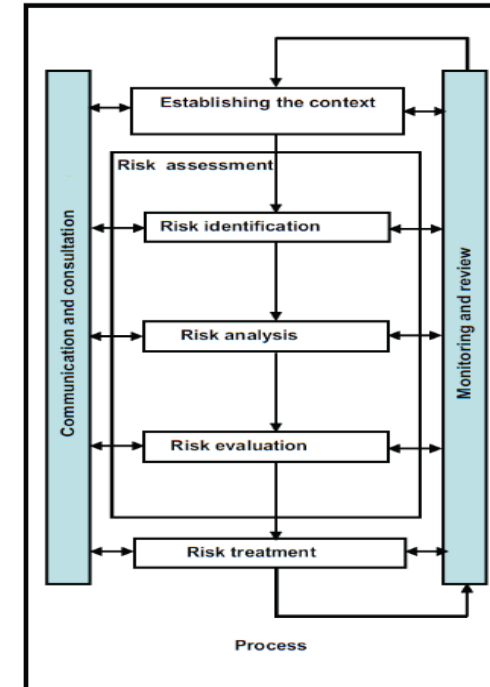 Establishing the context
Risk assessment
Risk identification
Risk analysis
Risk evaluation
Risk treatment
Communication and consultation
Monitoring and review
Process